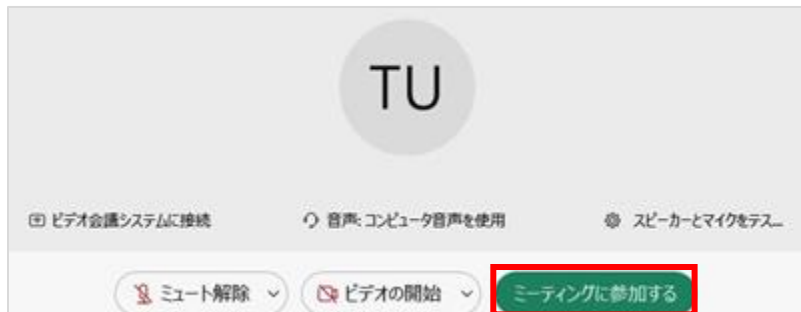 TU
ビデオ会議システムに接続 音声: コンピュータ音声を使用 スピーカーとマイクをテス...
ミュート解除 ビデオの開始 ミーティングに参加する